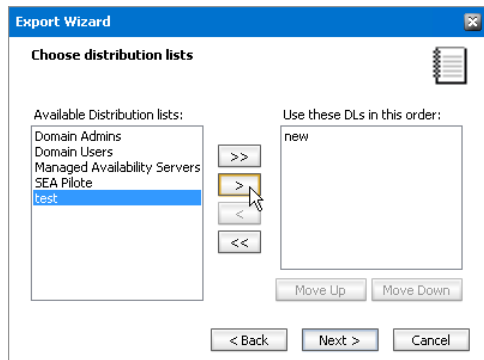 Export Wizard
Choose distribution lists
Available Distribution lists:
Domain Admins
Domain Users
Managed Availability Servers
SEA Pilote
test
>>
>
<
<<
Use these DLs in this order:
new
Move Up
Move Down
< Back
Next >
Cancel